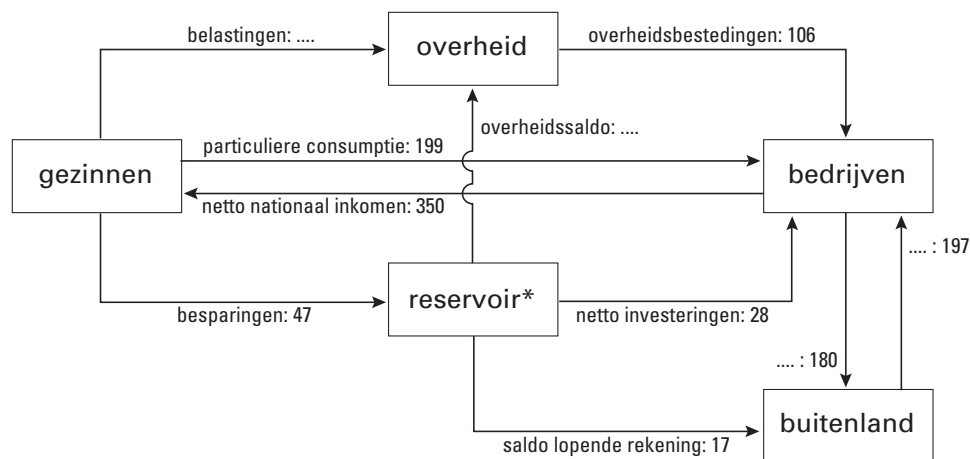 belastingen: ....
overheid
overheidsbestedingen: 106
overheidssaldo: ....
particuliere consumptie: 199
gezinnen
bedrijven
netto nationaal inkomen: 350
.... : 197
reservoir*
besparingen: 47
netto investeringen: 28
.... : 180
buitenland
saldo lopende rekening: 17